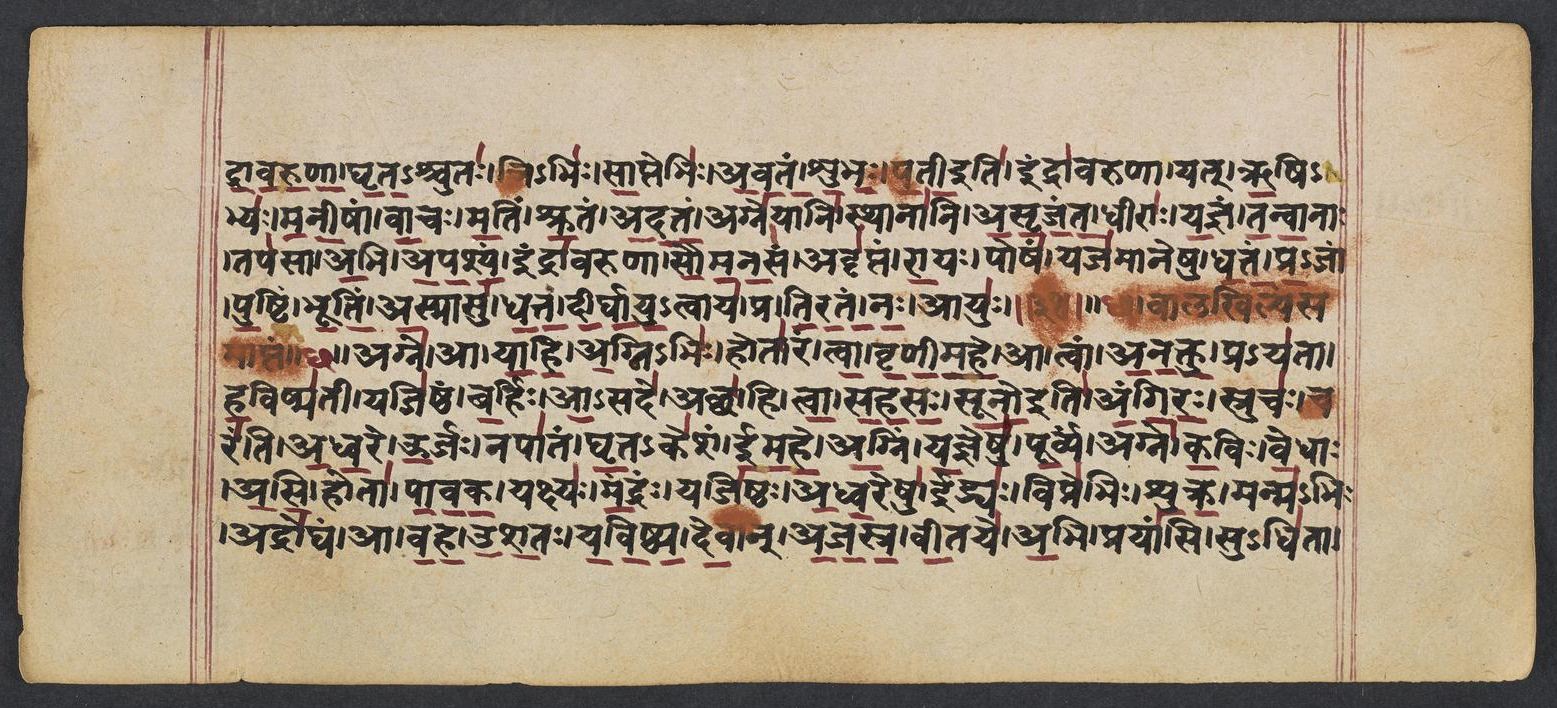 द्रावरुणा।घृतऽश्चुतः।त्रिऽभिः।साप्तेभिः।अवतं।शुभः।पतीइति।इंद्रावरुणा।यत्।ऋषिऽ
भ्यः।मनीषां।वाचः।मतिं।श्रुतं।अदत्तं।अग्रे।यानि।स्थानानि।असृजंत।धीराः।यज्ञं।तन्वानाः
।तपसा।अभि।अपश्यं।इंद्रावरुणा।सौमनसं।अदृप्तं।रायः।पोषं।यजमानेषु।धत्तं।प्रऽजां
।पुष्टिं।भूतिं।अस्मासु।धत्तं।दीर्घायुऽत्वाय।प्र।तिरतं।नः।आयुः।॥वालखिल्यस
माप्तं॥॥अग्ने।आ।याहि।अग्निऽभिः।होतारं।त्वा।वृणीमहे।आ।त्वां।अनक्तु।प्रऽयता।
हविष्मती।यजिष्ठं।बर्हिः।आऽसदे।अच्छ।हि।त्वा।सहसः।सूनोइति।अंगिरः।स्रुचः।च
रंति।अध्वरे।ऊर्जः।नपातं।घृतऽकेशं।ईमहे।अग्निं।यज्ञेषु।पूर्व्यं।अग्ने।कविः।वेधाः
।असि।होता।पावक।यक्ष्यः।मंद्रः।यजिष्ठः।अध्वरेषु।ईड्यः।विप्रेभिः।शुक्र।मन्मऽभिः
।अद्रोघं।आ।वह।उशतः।यविष्ठ्य।देवान्।अजस्र।वीतये।अभि।प्रयांसि।सुऽधिता।